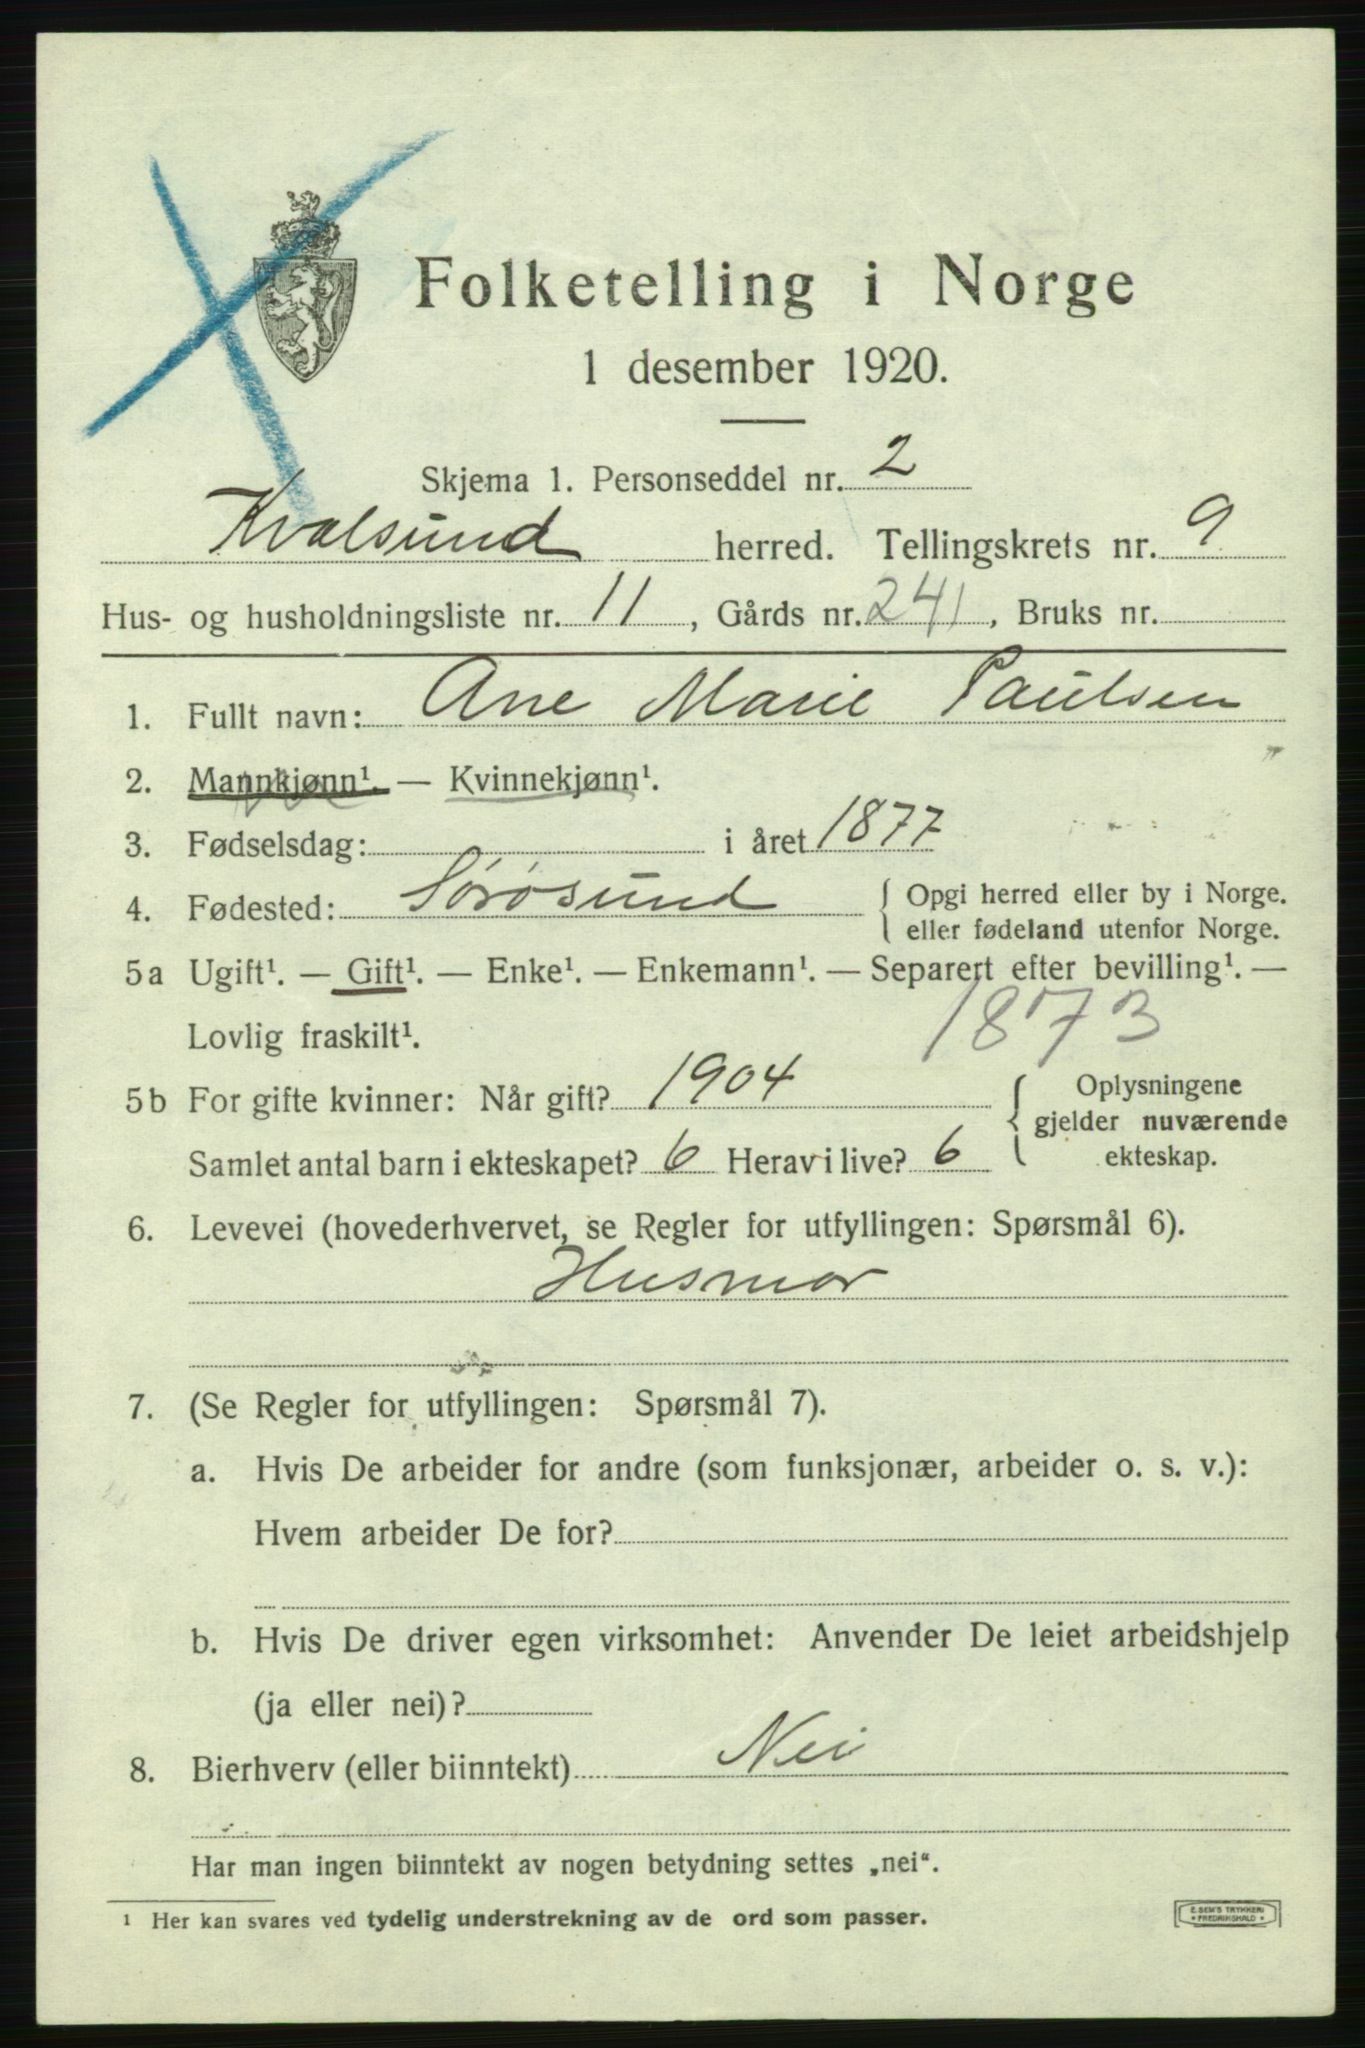 Folketelling i Norge
1 desember 1920.
Skjema 1. Personseddel nr. 2
Kvalsund herred. Tellingskrets nr. 9
Hus- og husholdningsliste nr. 11, Gårds nr. 241, Bruks nr.
1. Fullt navn: Ane Marie Paulsen
2. Mannkjønn¹. — Kvinnekjønn¹.
3. Fødselsdag: i året 1877
4. Fødested: Sørøsund { Opgi herred eller by i Norge.
eller fødeland utenfor Norge.
5a Ugift¹. — Gift¹. — Enke¹. — Enkemann¹. — Separert efter bevilling¹. —
Lovlig fraskilt¹. 1873
5b For gifte kvinner: Når gift? 1904 { Oplysningene
gjelder nuværende
Samlet antal barn i ekteskapet? 6 Herav i live? 6 ekteskap.
6. Levevei (hovederhvervet, se Regler for utfyllingen: Spørsmål 6).
Husmor
7. (Se Regler for utfyllingen: Spørsmål 7).
a. Hvis De arbeider for andre (som funksjonær, arbeider o. s. v.):
Hvem arbeider De for?
b. Hvis De driver egen virksomhet: Anvender De leiet arbeidshjelp
(ja eller nei)?
8. Bierhverv (eller biinntekt) Nei
Har man ingen biinntekt av nogen betydning settes „nei“.
¹ Her kan svares ved tydelig understrekning av de ord som passer.
E. SEM'S TRYKKERI
* FREDRIKSHALD *